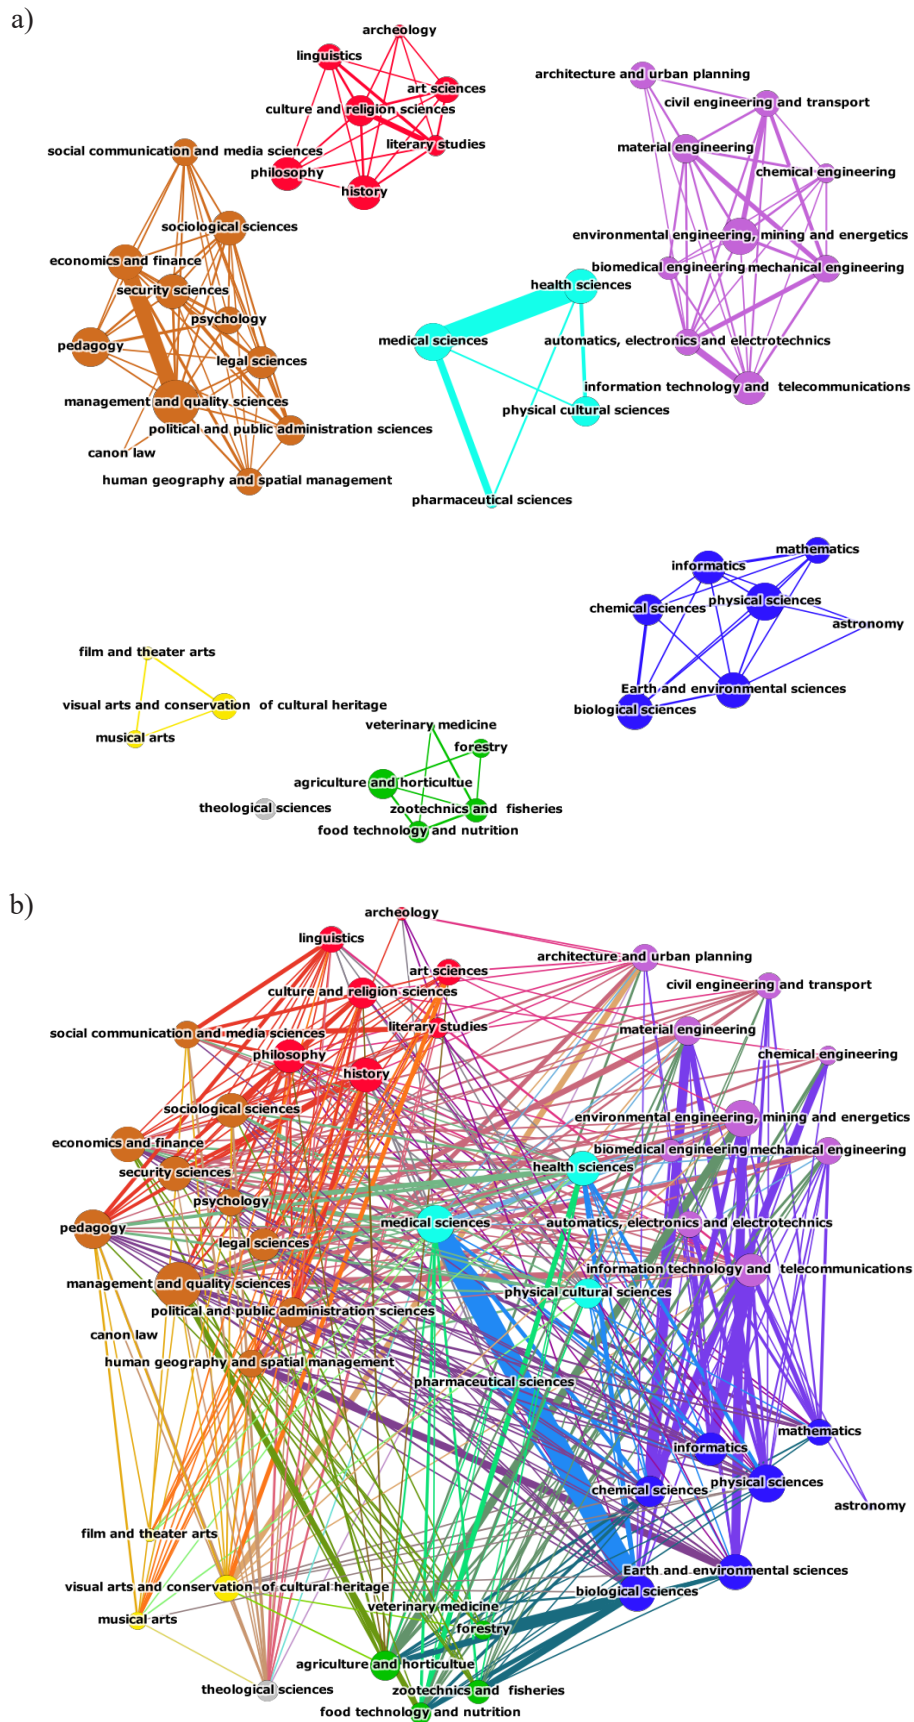 a)
archeology
linguistics
art sciences
culture and religion sciences
literary studies
philosophy
history
social communication and media sciences
sociological sciences
economics and finance
security sciences
psychology
pedagogy
legal sciences
management and quality sciences
political and public administration sciences
canon law
human geography and spatial management
architecture and urban planning
civil engineering and transport
material engineering
chemical engineering
environmental engineering, mining and energetics
biomedical engineering
mechanical engineering
automatics, electronics and electrotechnics
information technology and telecommunications
health sciences
medical sciences
physical cultural sciences
pharmaceutical sciences
mathematics
informatics
chemical sciences
physical sciences
astronomy
Earth and environmental sciences
biological sciences
film and theater arts
visual arts and conservation of cultural heritage
musical arts
veterinary medicine
forestry
agriculture and horticultue
zootechnics and fisheries
food technology and nutrition
theological sciences
b)
archeology
linguistics
art sciences
culture and religion sciences
literary studies
social communication and media sciences
philosophy
history
sociological sciences
economics and finance
security sciences
psychology
pedagogy
legal sciences
management and quality sciences
political and public administration sciences
canon law
human geography and spatial management
architecture and urban planning
civil engineering and transport
material engineering
chemical engineering
environmental engineering, mining and energetics
biomedical engineering
mechanical engineering
health sciences
medical sciences
automatics, electronics and electrotechnics
information technology and telecommunications
physical cultural sciences
pharmaceutical sciences
mathematics
informatics
chemical sciences
physical sciences
astronomy
Earth and environmental sciences
biological sciences
film and theater arts
visual arts and conservation of cultural heritage
musical arts
veterinary medicine
forestry
agriculture and horticultue
theological sciences
zootechnics and fisheries
food technology and nutrition